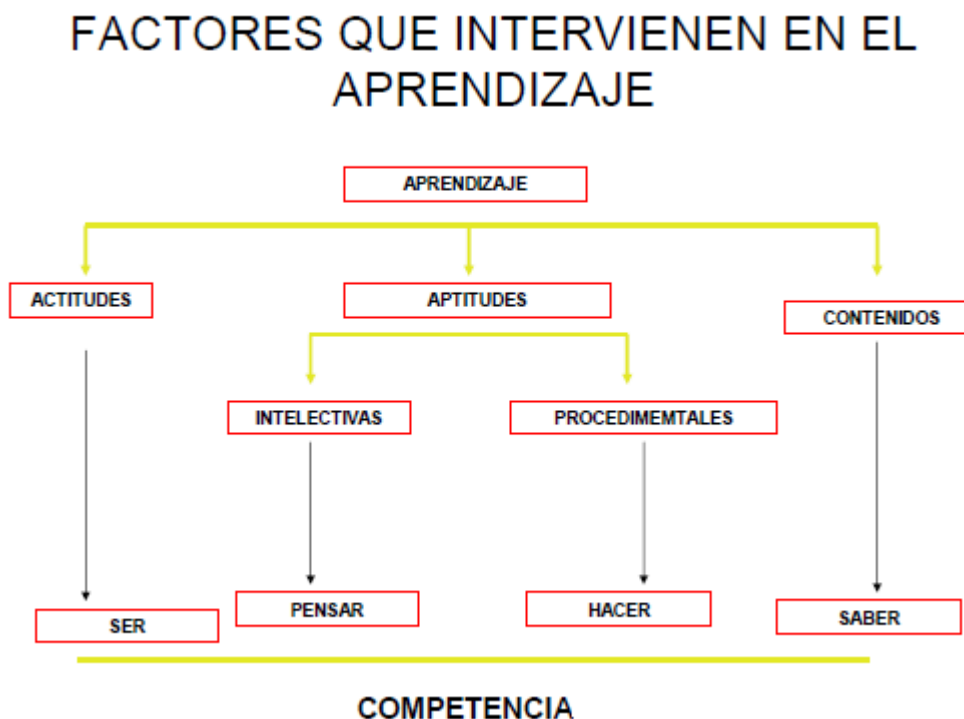 FACTORES QUE INTERVIENEN EN EL
APRENDIZAJE
APRENDIZAJE
ACTITUDES
APTITUDES
CONTENIDOS
INTELECTIVAS
PROCEDIMEMTALES
SER
PENSAR
HACER
SABER
COMPETENCIA